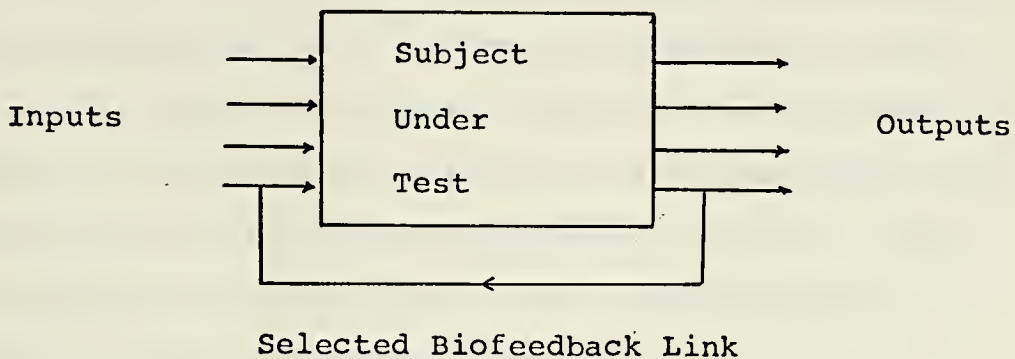 Subject
Inputs
Under
Outputs
Test
Selected Biofeedback Link